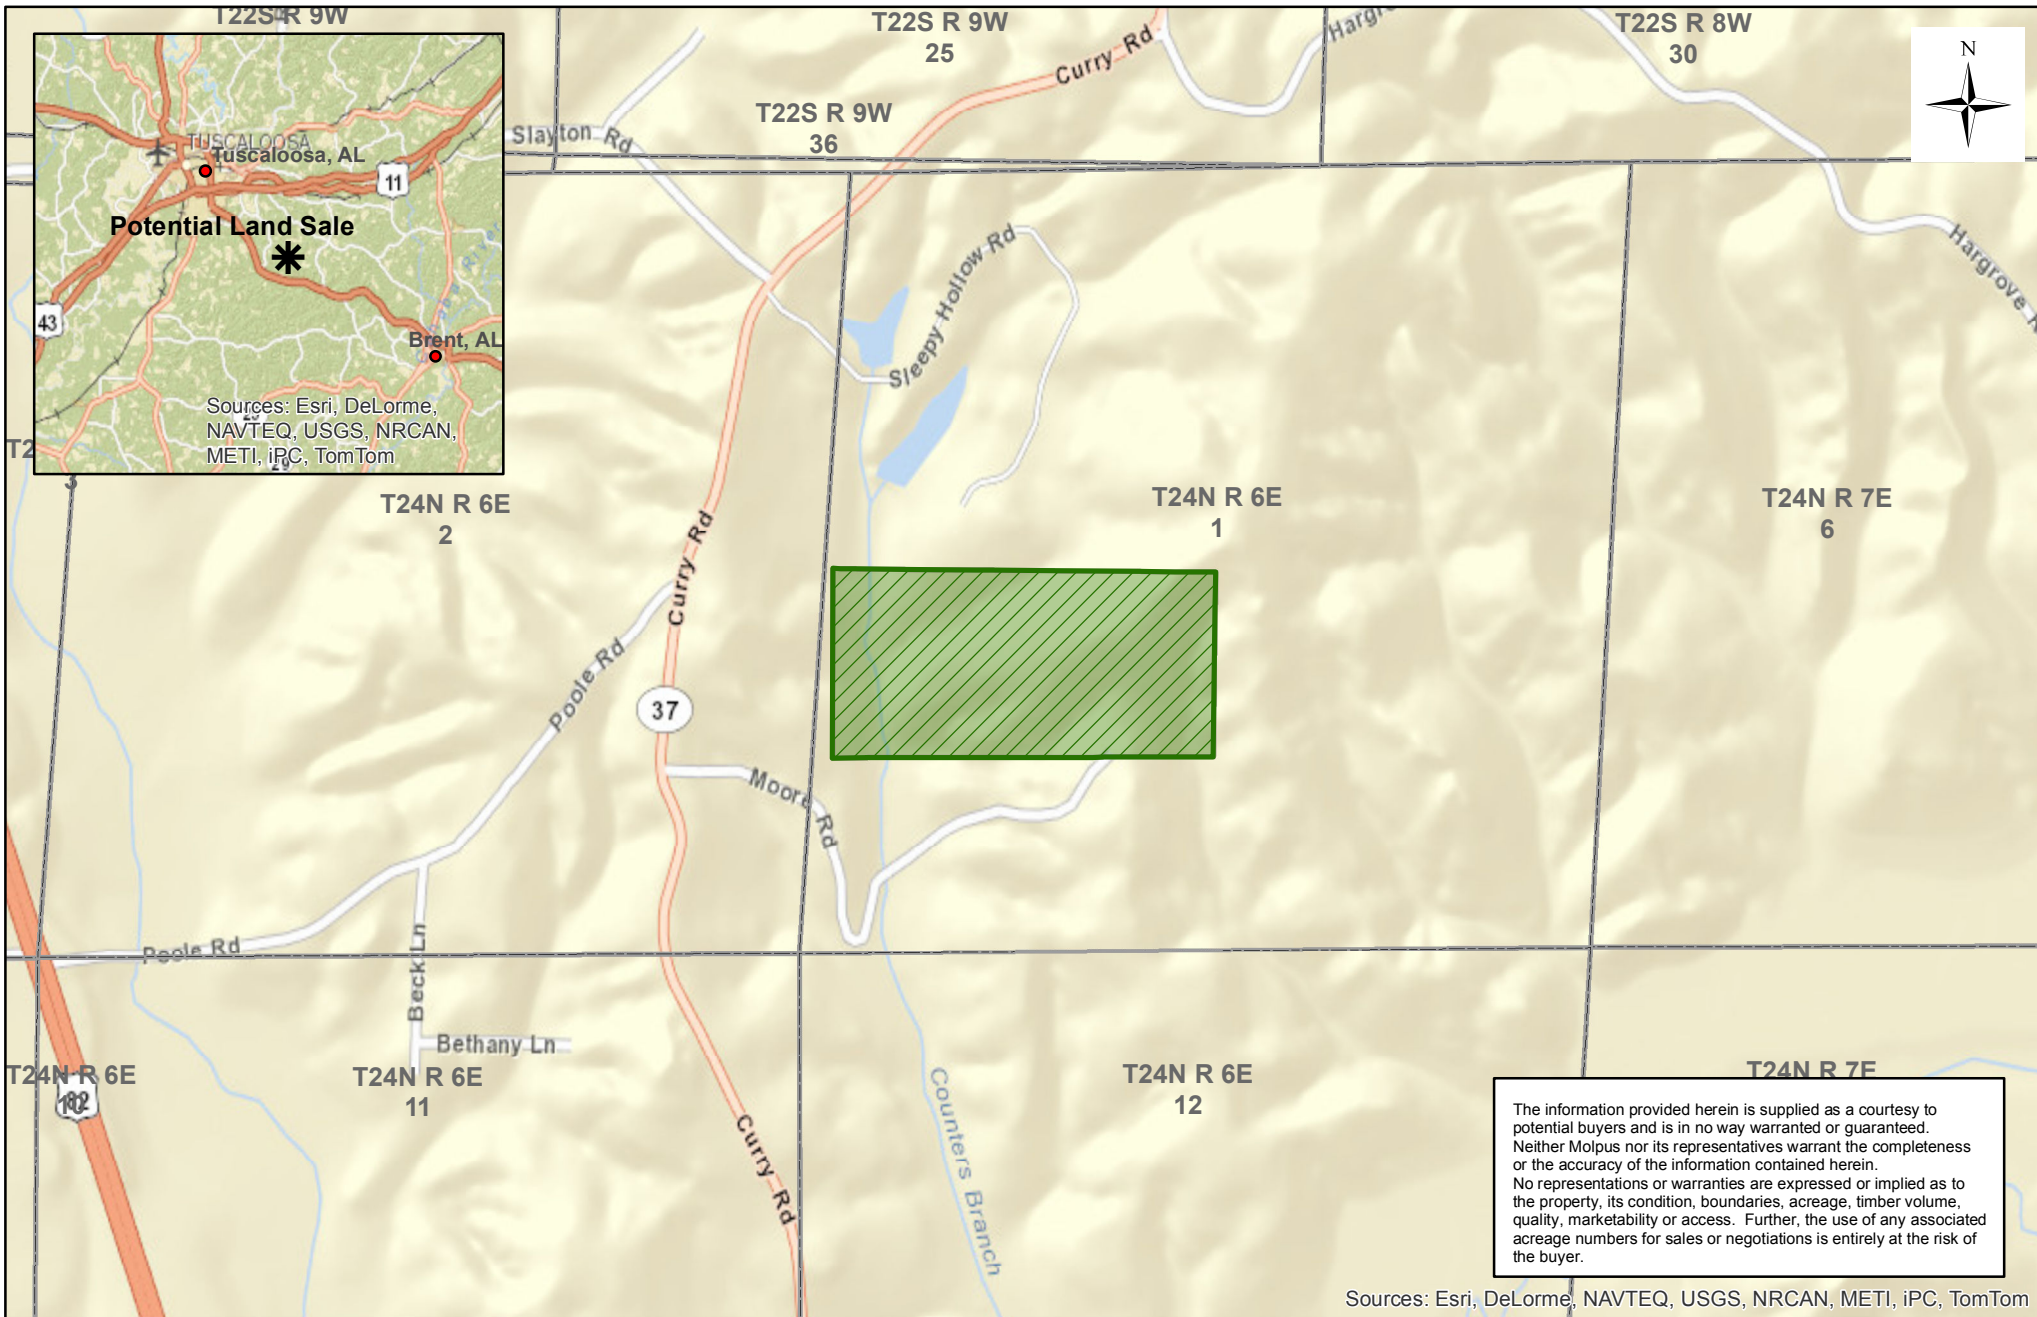 T22S R 9W
T22S R 9W
25
T22S R 8W
30
N
Curry Rd
T22S R 9W
36
Slayton Rd
TUSCALOOSA
Tuscaloosa, AL
11
Potential Land Sale
43
Brent, AL
Sources: Esri, DeLorme,
NAVTEQ, USGS, NRCAN,
METI, iPC, TomTom
Hargrove
Sleepy Hollow Rd
T2
3
T24N R 6E
2
T24N R 6E
1
T24N R 7E
6
Curry Rd
Poole Rd
37
Moore Rd
Poole Rd
Beck Ln
Bethany Ln
T24N R 6E
82
T24N R 6E
11
T24N R 6E
12
T24N R 7E
Counters Branch
Curry Rd
The information provided herein is supplied as a courtesy to
potential buyers and is in no way warranted or guaranteed.
Neither Molpus nor its representatives warrant the completeness
or the accuracy of the information contained herein.
No representations or warranties are expressed or implied as to
the property, its condition, boundaries, acreage, timber volume,
quality, marketability or access.  Further, the use of any associated
acreage numbers for sales or negotiations is entirely at the risk of
the buyer.
Sources: Esri, DeLorme, NAVTEQ, USGS, NRCAN, METI, iPC, TomTom